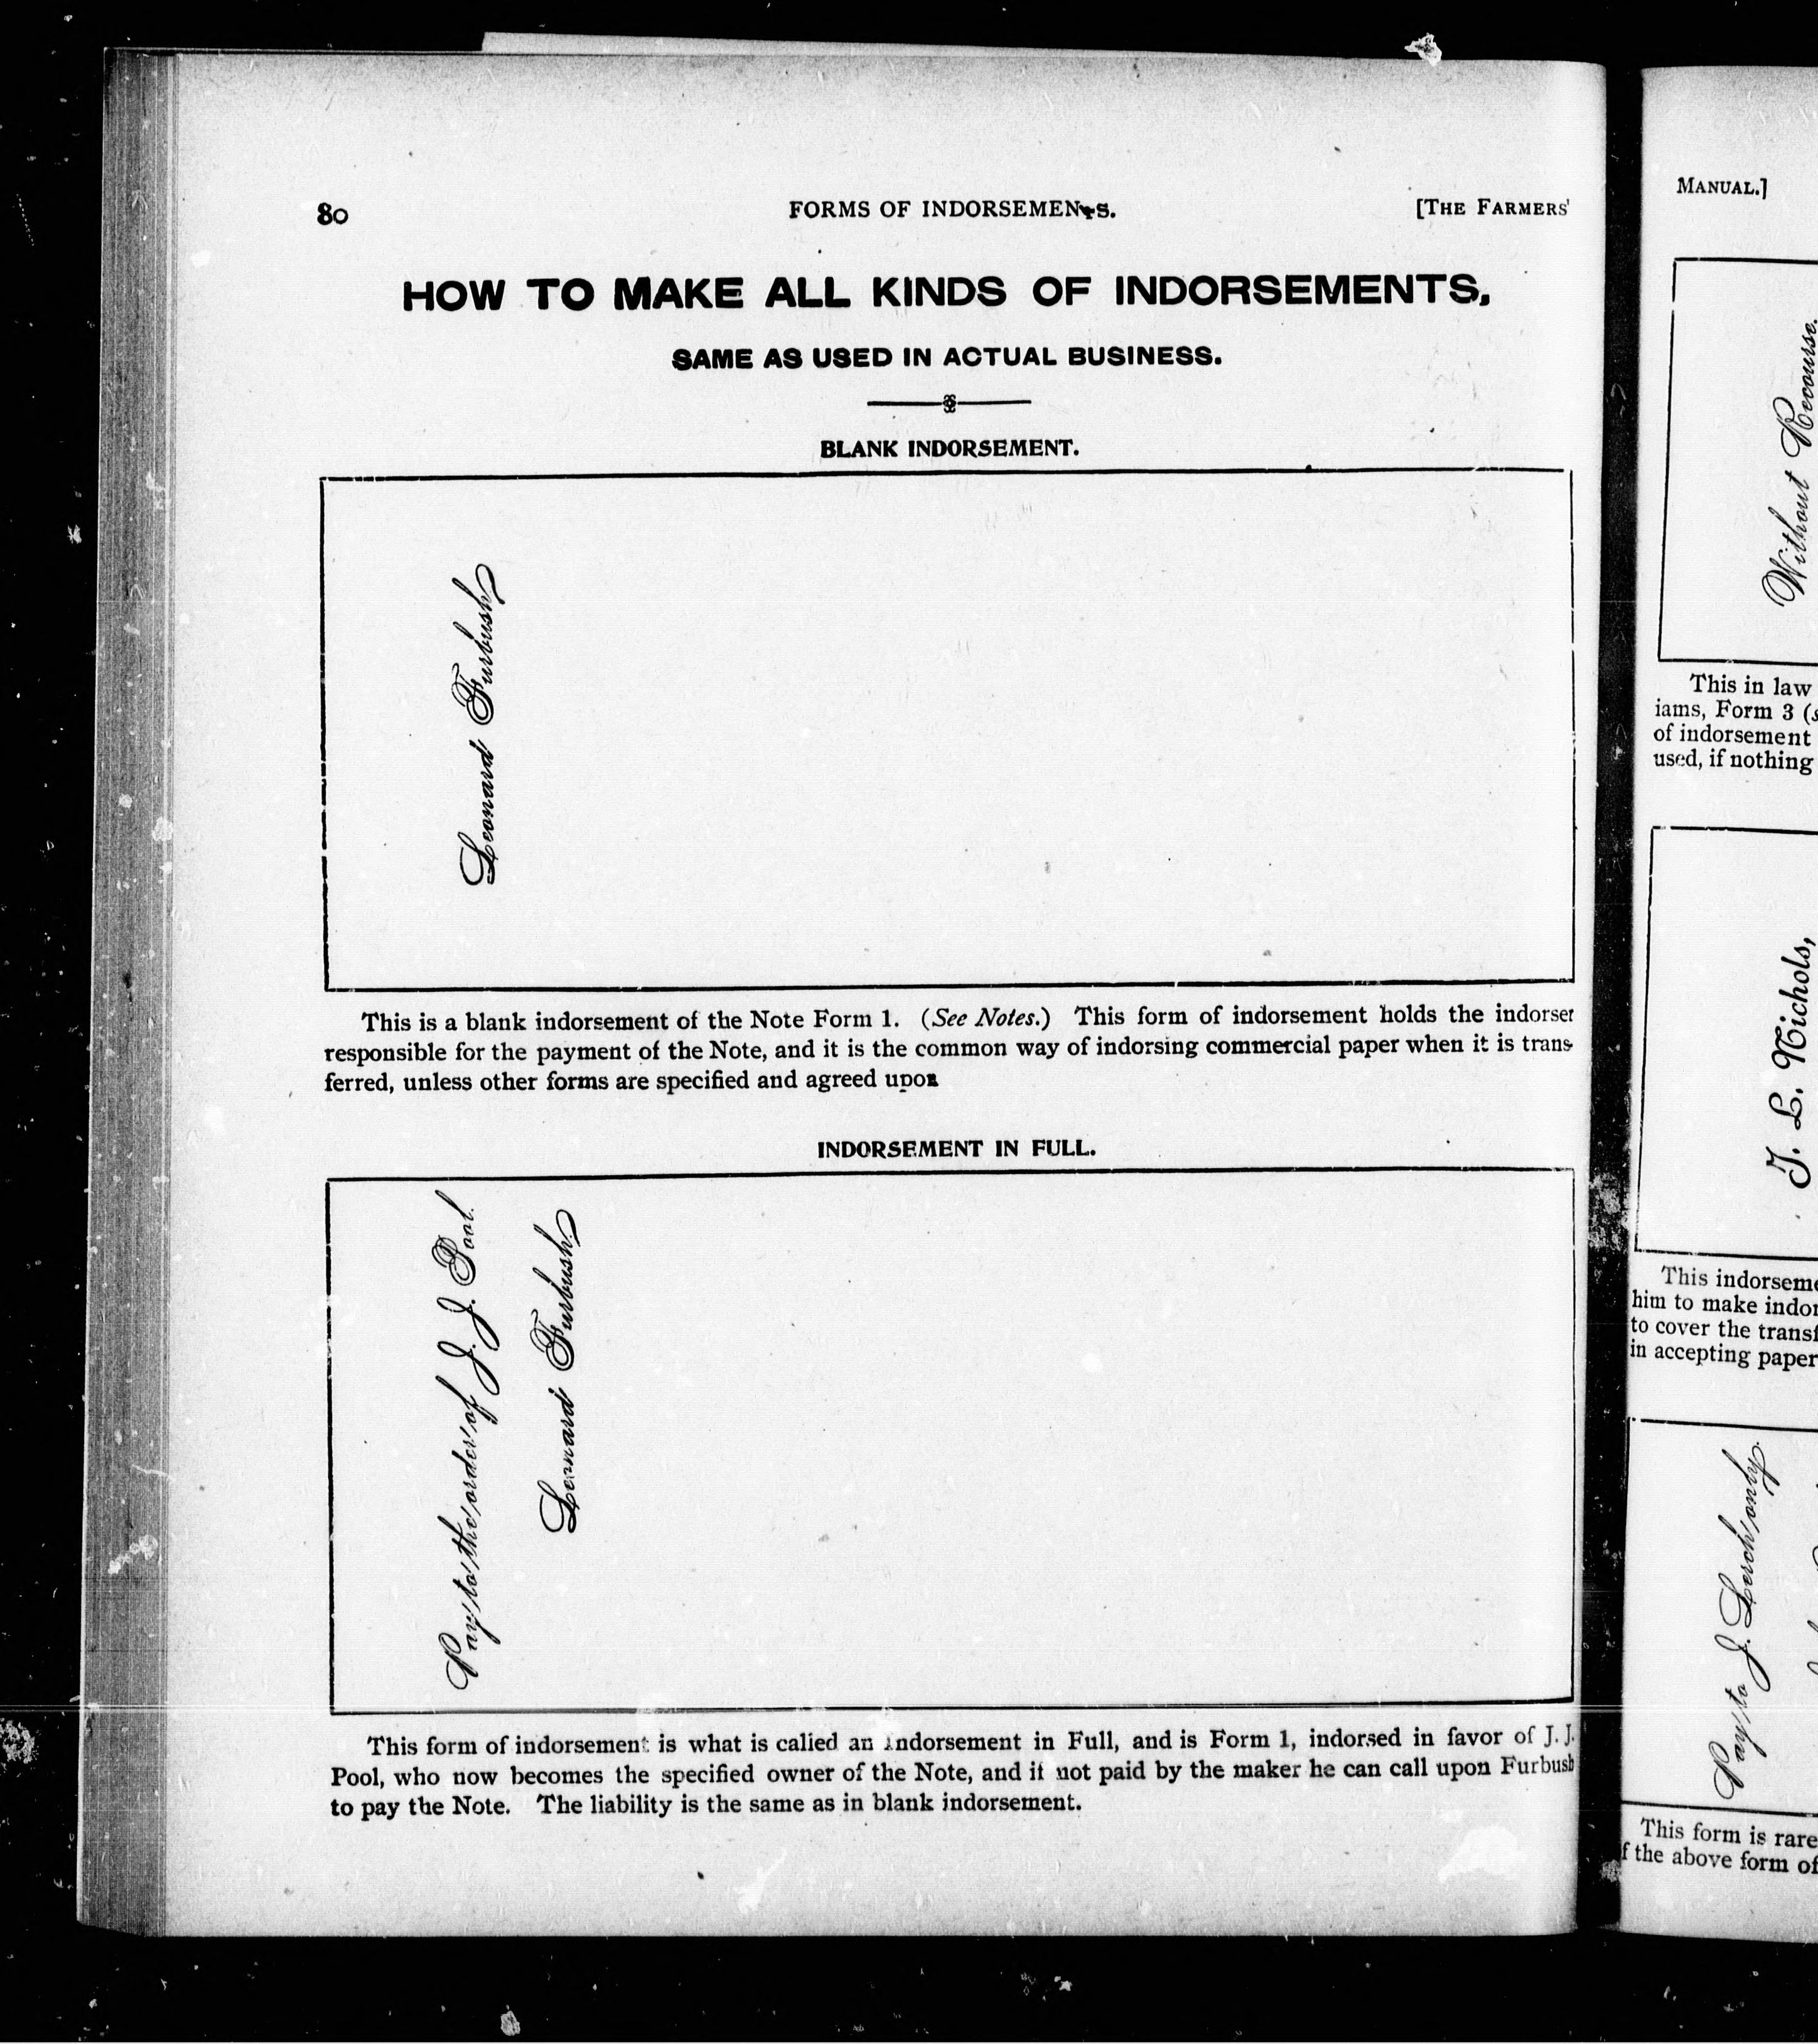 80
FORMS OF INDORSEMENTS.
[THE FARMERS'
HOW TO MAKE ALL KINDS OF INDORSEMENTS,
SAME AS USED IN ACTUAL BUSINESS.
BLANK INDORSEMENT.
Leonard Furbush
This is a blank indorsement of the Note Form 1. (See Notes.) This form of indorsement holds the indorser
responsible for the payment of the Note, and it is the common way of indorsing commercial paper when it is trans-
ferred, unless other forms are specified and agreed upon
INDORSEMENT IN FULL.
Pay to the order of J. J. Pool.
Leonard Furbush
This form of indorsement is what is called an indorsement in Full, and is Form 1, indorsed in favor of J. J.
Pool, who now becomes the specified owner of the Note, and if not paid by the maker he can call upon Furbush
to pay the Note. The liability is the same as in blank indorsement.
MANUAL.]
Without Recourse.
This in law
iams, Form 3 (
of indorsement
used, if nothing
J. L. Nichols,
This indorseme
him to make indor
to cover the transf
in accepting paper
Pay to J. Lerch only.
This form is rare
f the above form of